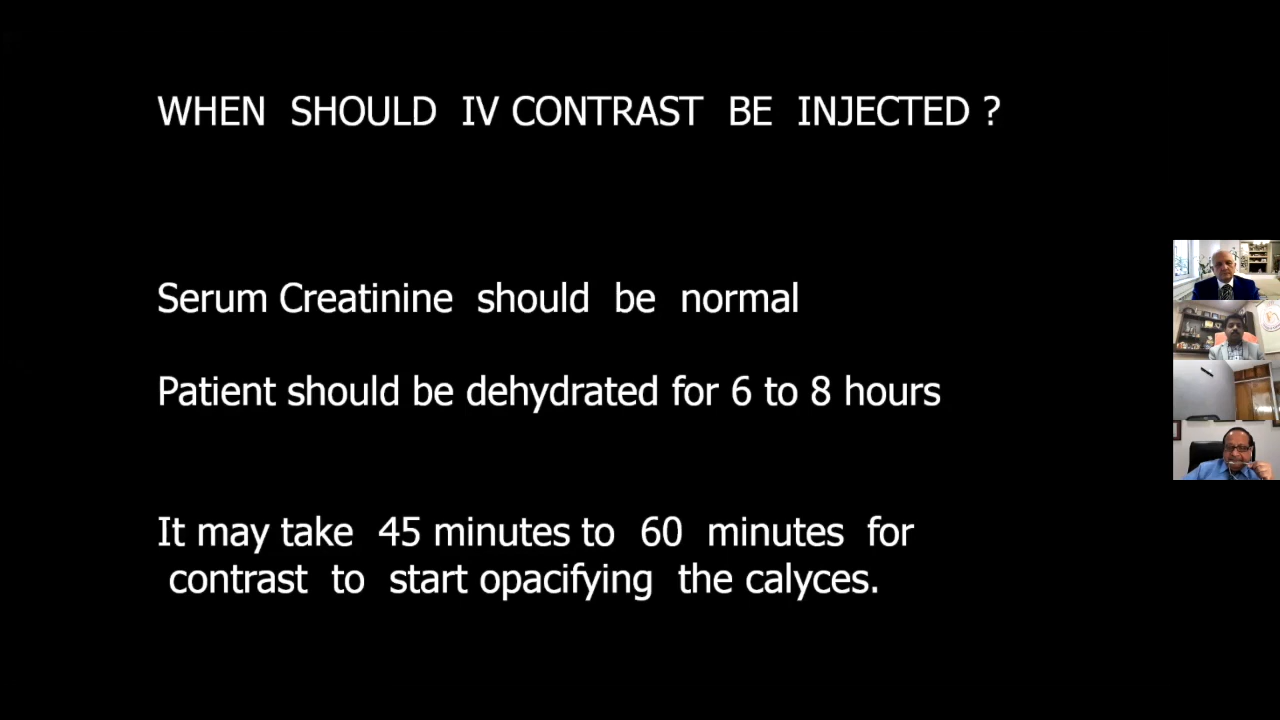 WHEN SHOULD IV CONTRAST BE INJECTED ?
Serum Creatinine should be normal
Patient should be dehydrated for 6 to 8 hours
It may take 45 minutes to 60 minutes for
contrast to start opacifying the calyces.